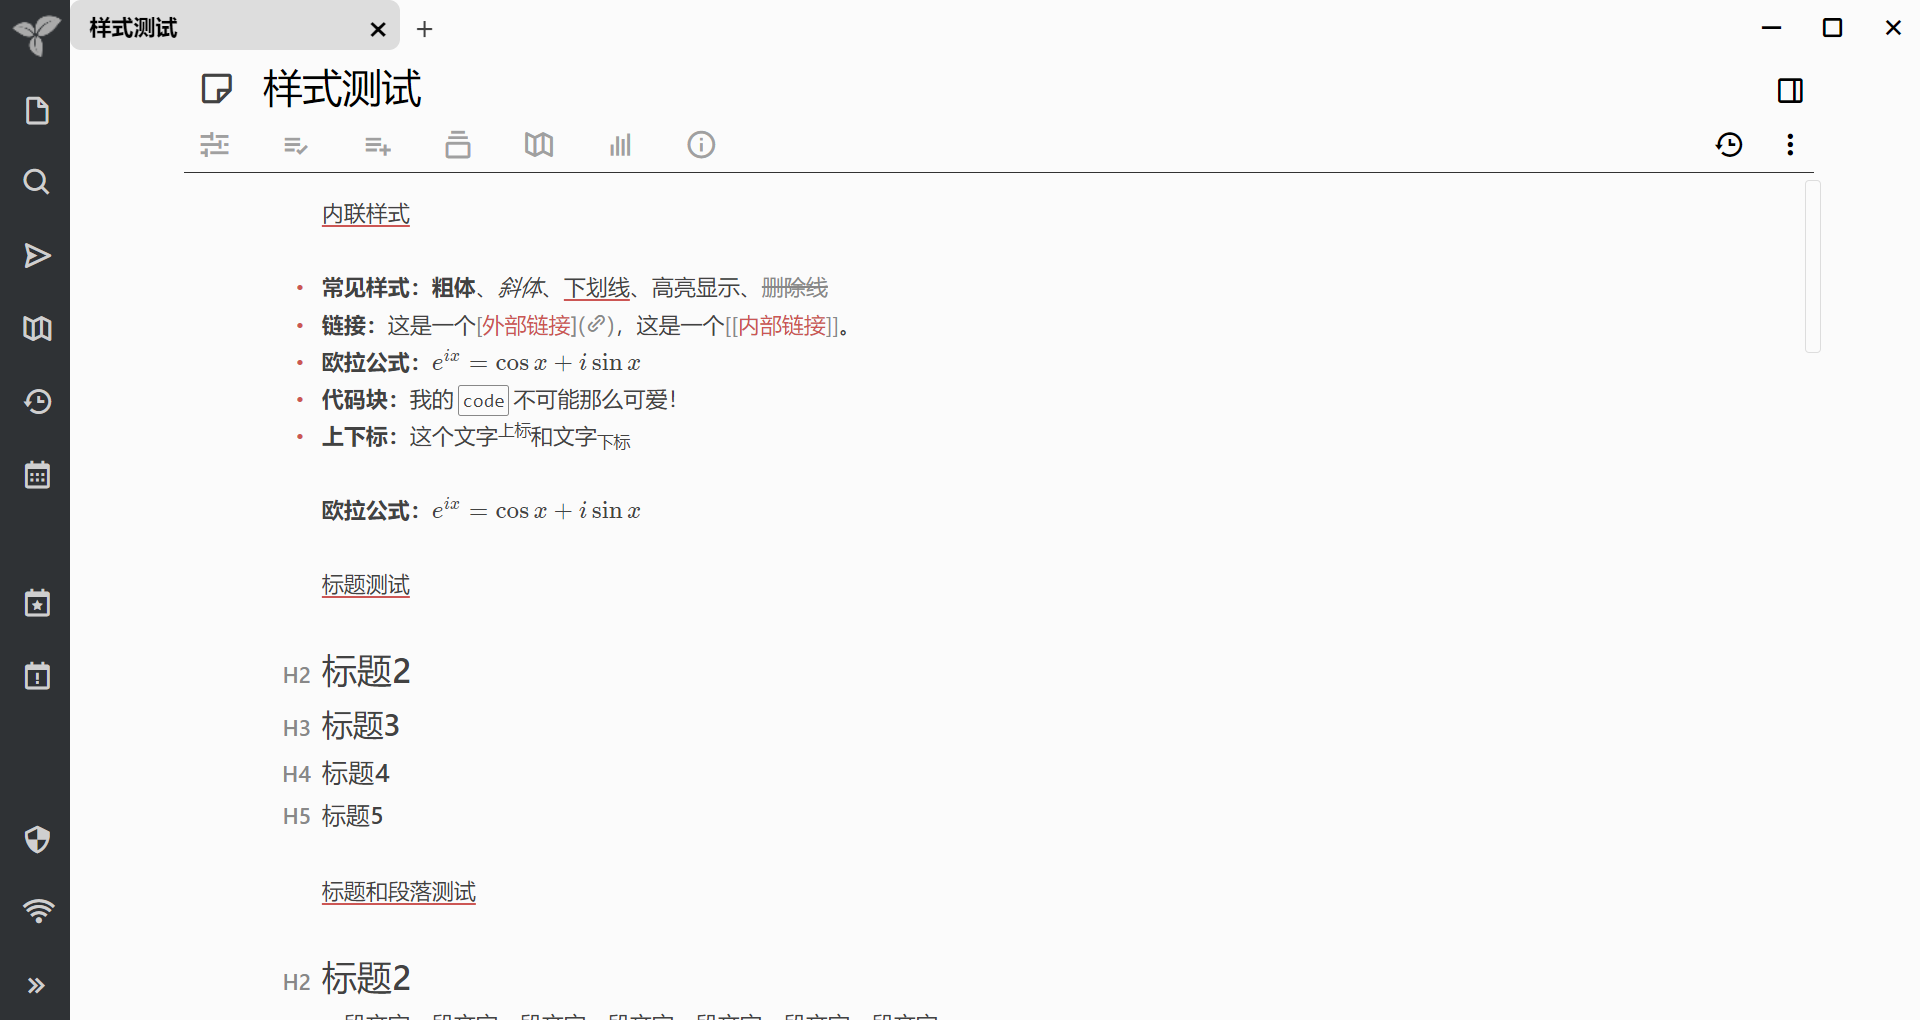 样式测试
样式测试
内联样式
• 常见样式：粗体、斜体、下划线、高亮显示、删除线
• 链接：这是一个[外部链接]()，这是一个[[内部链接]]。
• 欧拉公式：e^{ix} = cos x + i sin x
• 代码块：我的 code 不可能那么可爱！
• 上下标：这个文字上标和文字下标
欧拉公式：e^{ix} = cos x + i sin x
标题测试
H2 标题2
H3 标题3
H4 标题4
H5 标题5
标题和段落测试
H2 标题2